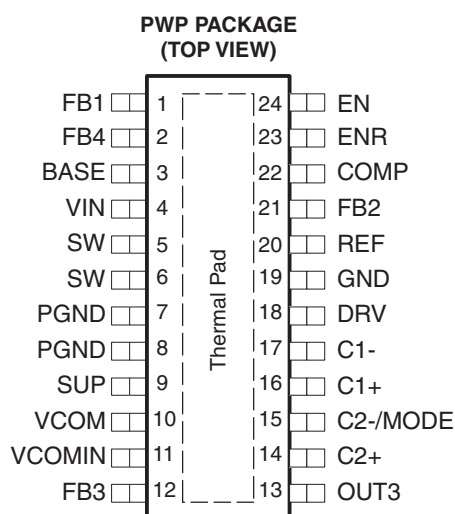 PWP PACKAGE
(TOP VIEW)
FB1 1 24 EN
FB4 2 23 ENR
BASE 3 22 COMP
VIN 4 21 FB2
SW 5 20 REF
SW 6 19 GND
PGND 7 18 DRV
PGND 8 17 C1-
SUP 9 16 C1+
VCOM 10 15 C2-/MODE
VCOMIN 11 14 C2+
FB3 12 13 OUT3
Thermal Pad